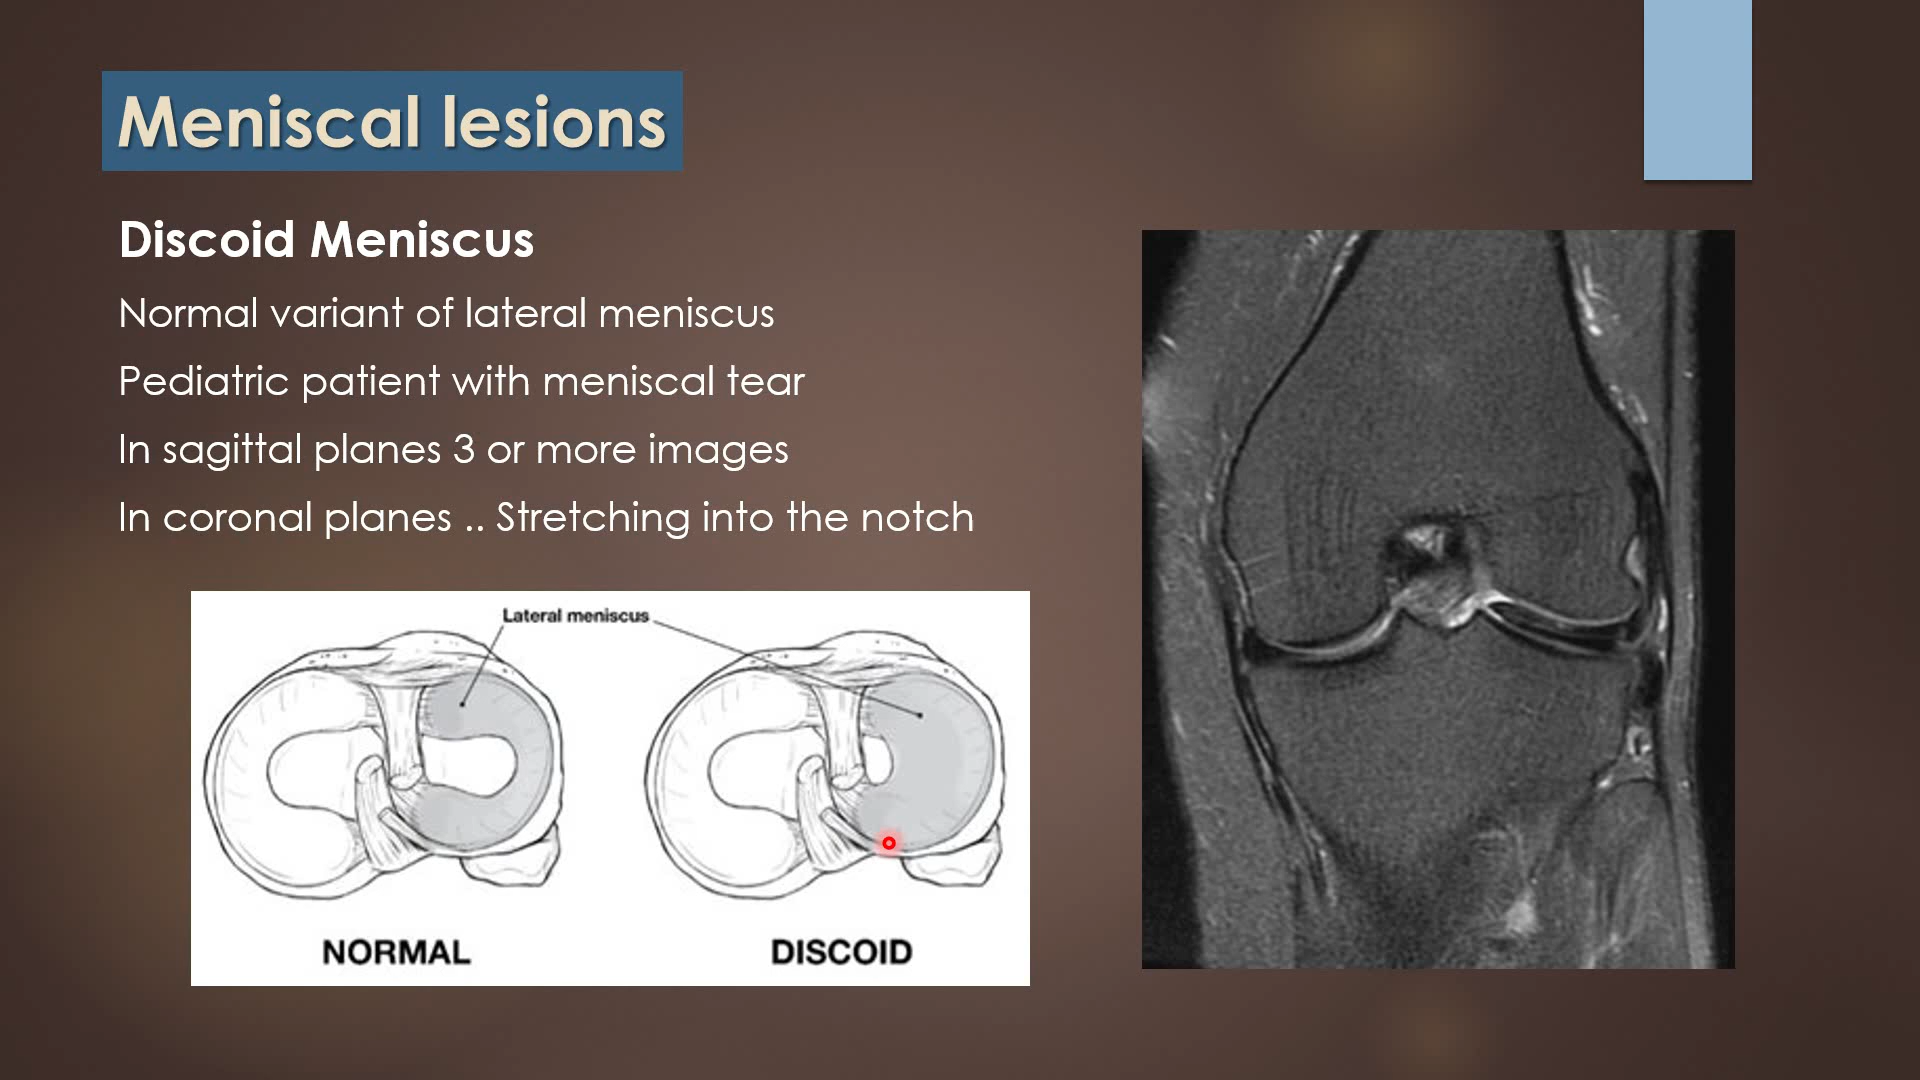 Meniscal lesions
Discoid Meniscus
Normal variant of lateral meniscus
Pediatric patient with meniscal tear
In sagittal planes 3 or more images
In coronal planes .. Stretching into the notch
Lateral meniscus
NORMAL
DISCOID